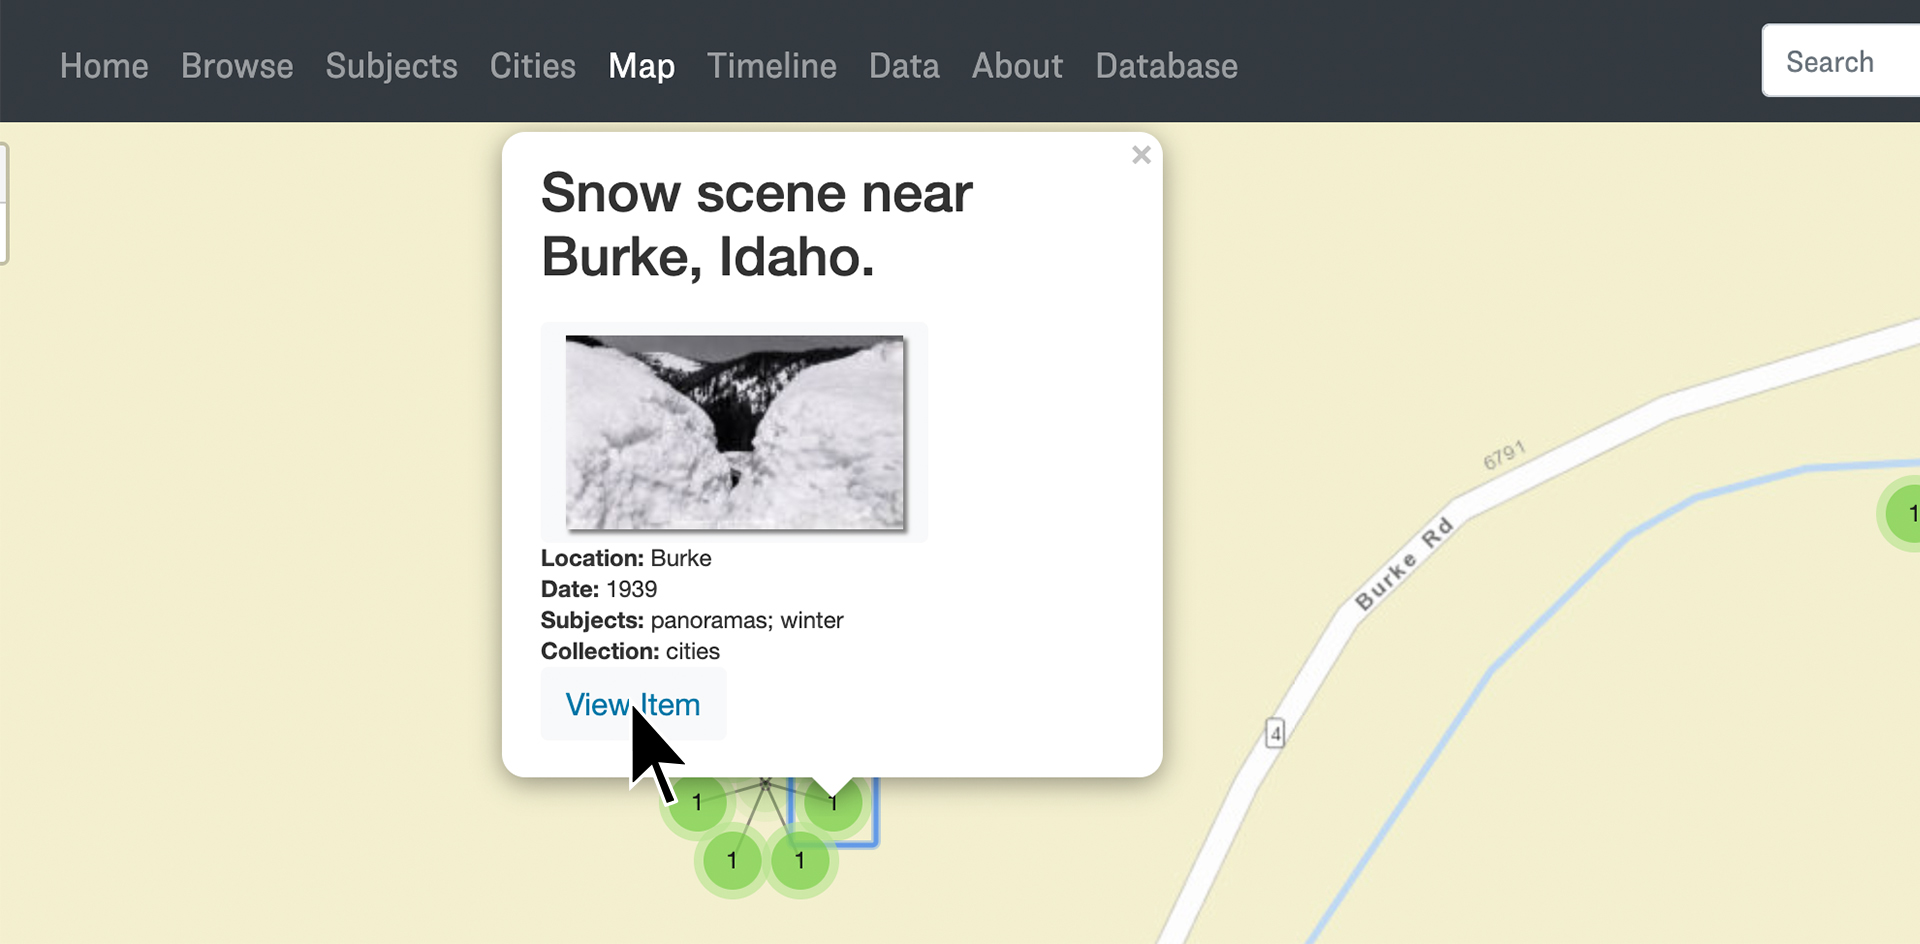 Home Browse Subjects Cities Map Timeline Data About Database
Search
×
Snow scene near
Burke, Idaho.
Location: Burke
Date: 1939
Subjects: panoramas; winter
Collection: cities
View Item
6791
Burke Rd
4
1
1
1
1
1